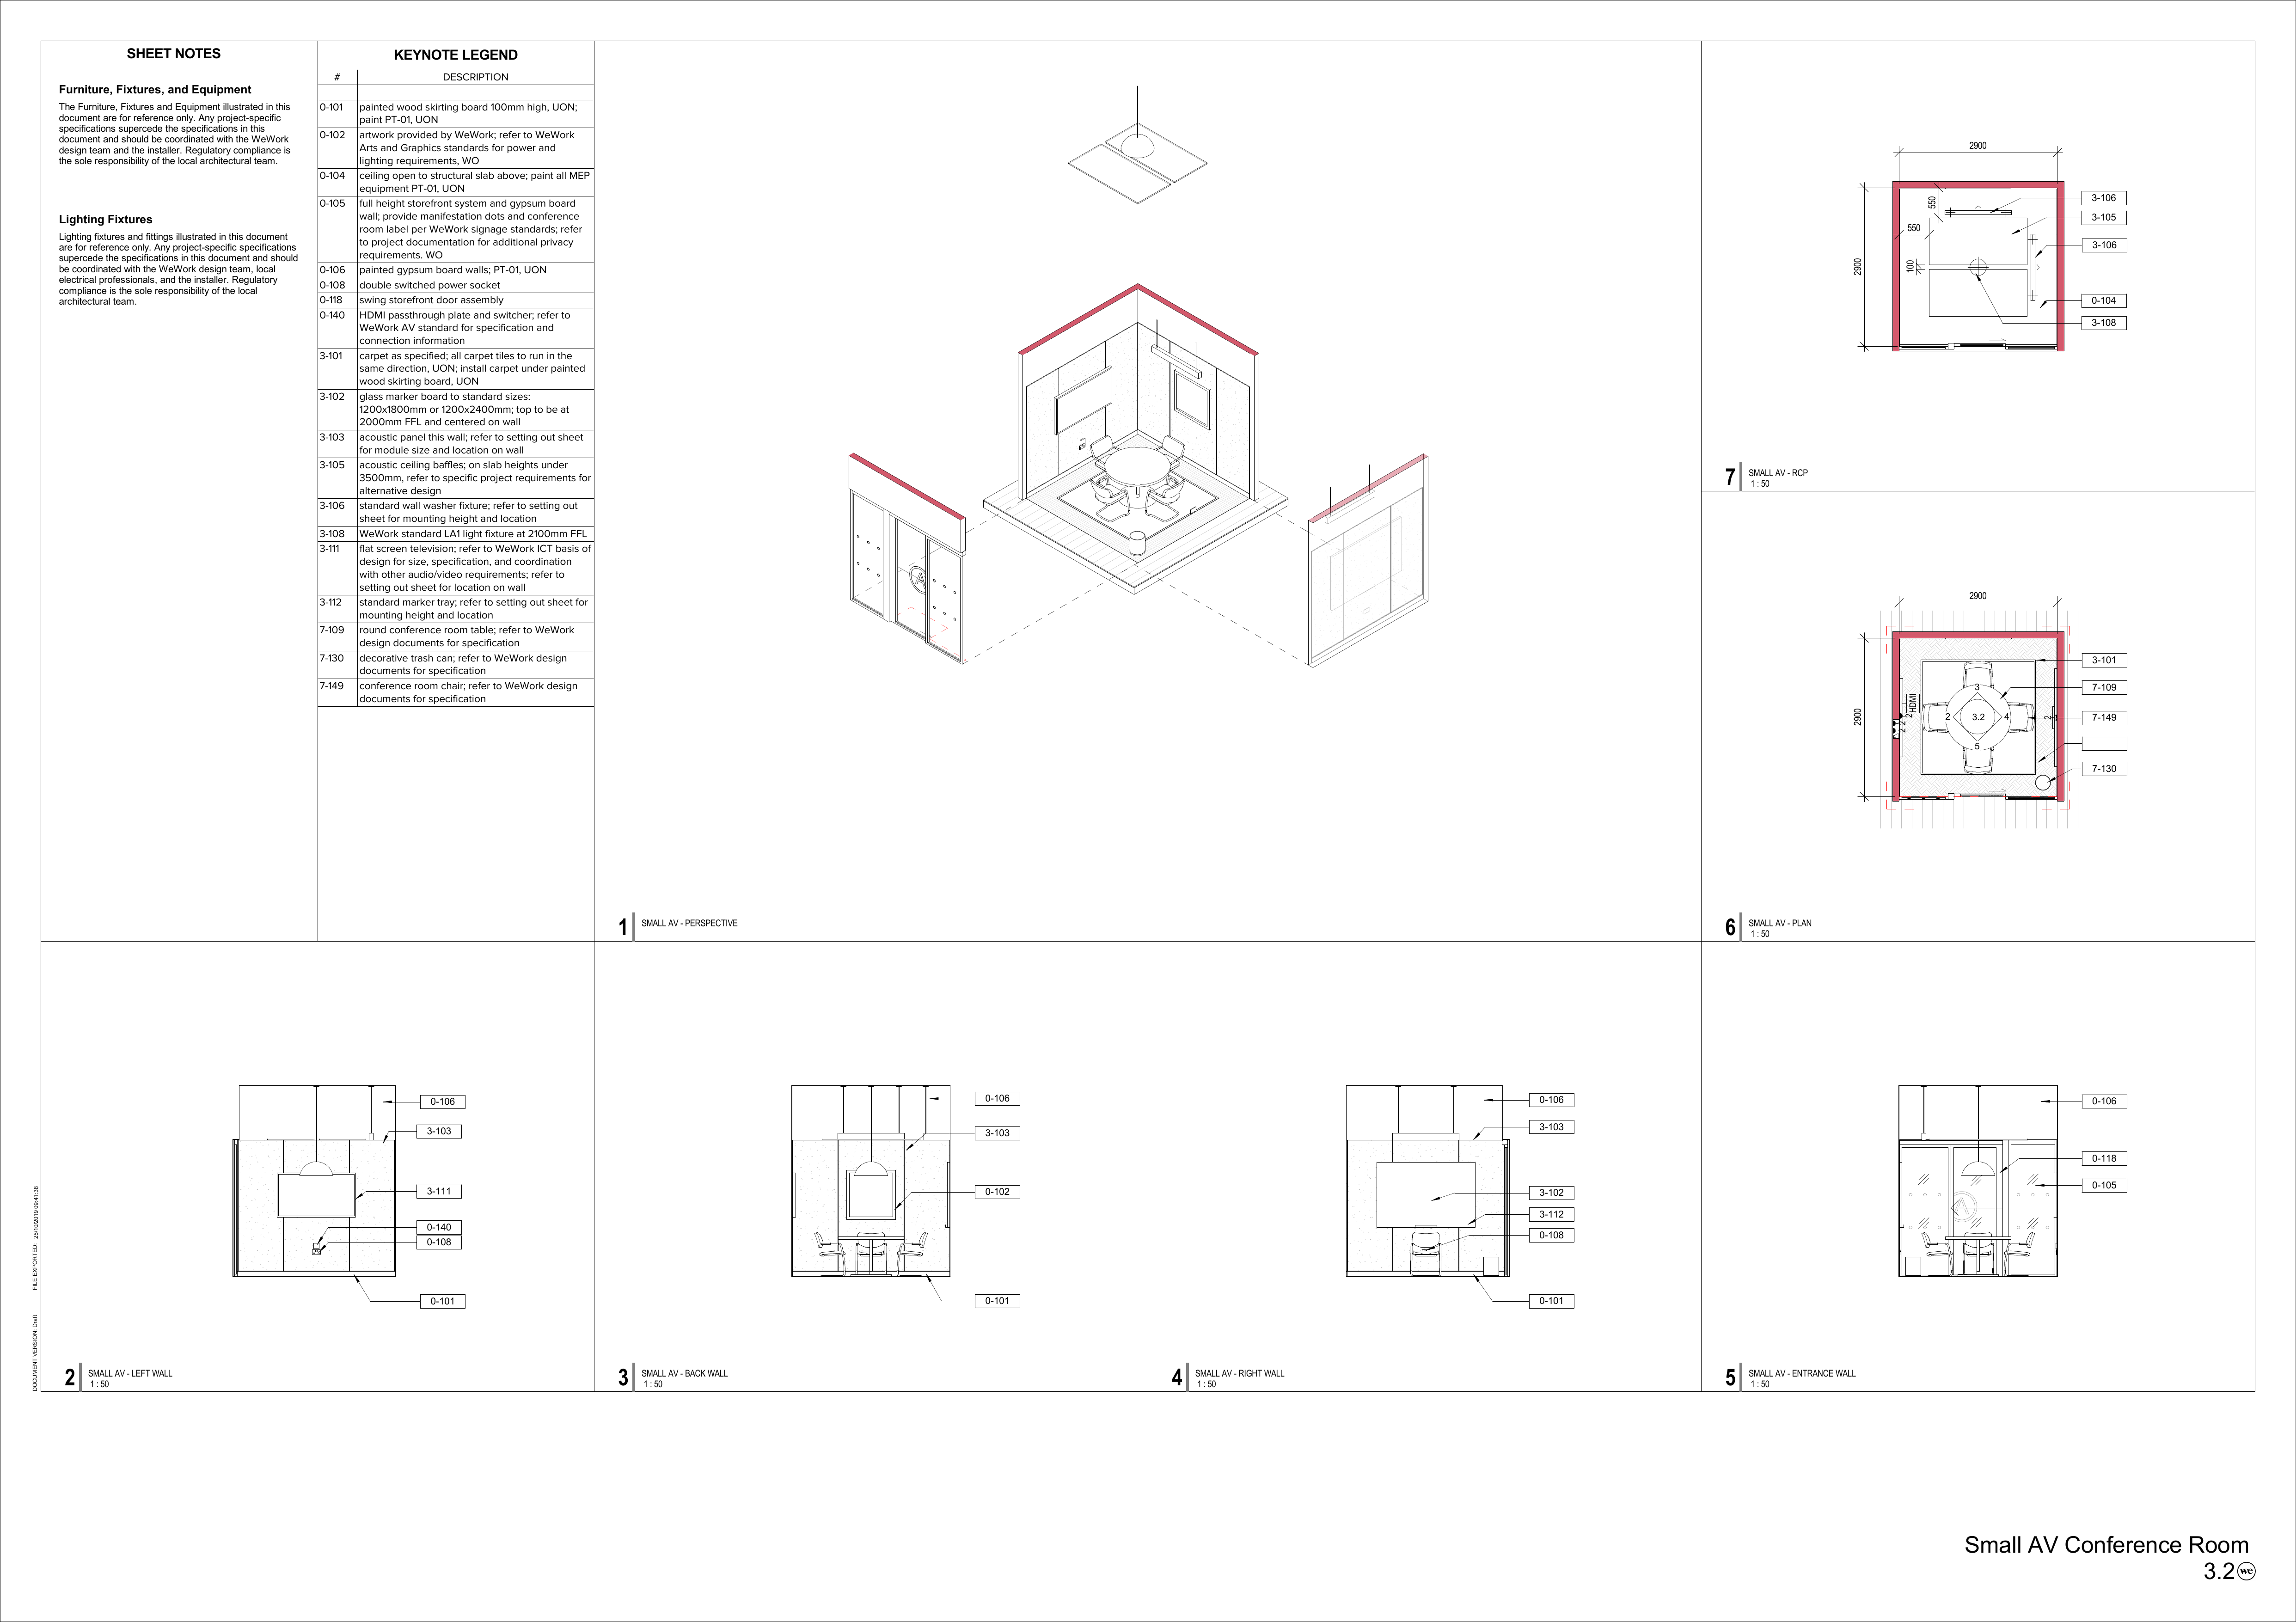 SHEET NOTES
Furniture, Fixtures, and Equipment
The Furniture, Fixtures and Equipment illustrated in this
document are for reference only. Any project-specific
specifications supercede the specifications in this
document and should be coordinated with the WeWork
design team and the installer. Regulatory compliance is
the sole responsibility of the local architectural team.
Lighting Fixtures
Lighting fixtures and fittings illustrated in this document
are for reference only. Any project-specific specifications
supercede the specifications in this document and should
be coordinated with the WeWork design team, local
electrical professionals, and the installer. Regulatory
compliance is the sole responsibility of the local
architectural team.
KEYNOTE LEGEND
# DESCRIPTION
0-101 painted wood skirting board 100mm high, UON;
paint PT-01, UON
0-102 artwork provided by WeWork; refer to WeWork
Arts and Graphics standards for power and
lighting requirements, WO
0-104 ceiling open to structural slab above; paint all MEP
equipment PT-01, UON
0-105 full height storefront system and gypsum board
wall; provide manifestation dots and conference
room label per WeWork signage standards; refer
to project documentation for additional privacy
requirements. WO
0-106 painted gypsum board walls; PT-01, UON
0-108 double switched power socket
0-118 swing storefront door assembly
0-140 HDMI passthrough plate and switcher; refer to
WeWork AV standard for specification and
connection information
3-101 carpet as specified; all carpet tiles to run in the
same direction, UON; install carpet under painted
wood skirting board, UON
3-102 glass marker board to standard sizes:
1200x1800mm or 1200x2400mm; top to be at
2000mm FFL and centered on wall
3-103 acoustic panel this wall; refer to setting out sheet
for module size and location on wall
3-105 acoustic ceiling baffles; on slab heights under
3500mm, refer to specific project requirements for
alternative design
3-106 standard wall washer fixture; refer to setting out
sheet for mounting height and location
3-108 WeWork standard LA1 light fixture at 2100mm FFL
3-111 flat screen television; refer to WeWork ICT basis of
design for size, specification, and coordination
with other audio/video requirements; refer to
setting out sheet for location on wall
3-112 standard marker tray; refer to setting out sheet for
mounting height and location
7-109 round conference room table; refer to WeWork
design documents for specification
7-130 decorative trash can; refer to WeWork design
documents for specification
7-149 conference room chair; refer to WeWork design
documents for specification
A
1 SMALL AV - PERSPECTIVE
2900
2900
550
550
100
3-106
3-105
3-106
0-104
3-108
7 SMALL AV - RCP
1 : 50
2900
2900
HDMI
2
2
2
2
3
2 3.2 4
5
3-101
7-109
7-149
7-130
6 SMALL AV - PLAN
1 : 50
0-106
3-103
3-111
0-140
0-108
0-101
2 SMALL AV - LEFT WALL
1 : 50
0-106
3-103
0-102
0-101
3 SMALL AV - BACK WALL
1 : 50
0-106
3-103
3-102
3-112
0-108
0-101
4 SMALL AV - RIGHT WALL
1 : 50
A
0-106
0-118
0-105
5 SMALL AV - ENTRANCE WALL
1 : 50
DOCUMENT VERSION: Draft FILE EXPORTED: 25/10/2019 09:41:38
Small AV Conference Room
3.2 we